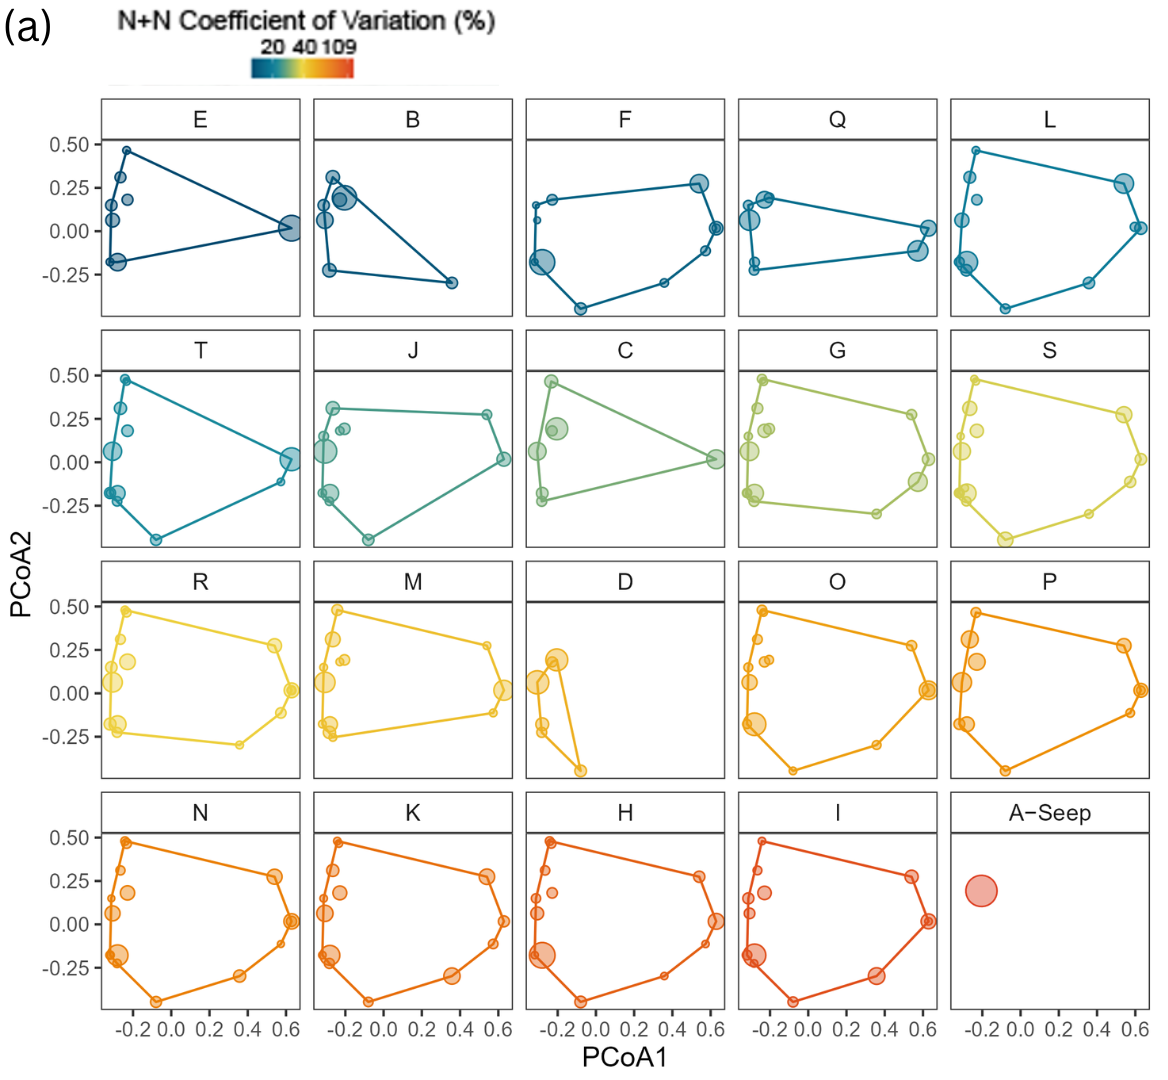 (a)
N+N Coefficient of Variation (%)
20 40 109
E B F Q L
0.50
0.25
0.00
-0.25
T J C G S
0.50
0.25
0.00
-0.25
R M D O P
0.50
0.25
0.00
-0.25
N K H I A−Seep
0.50
0.25
0.00
-0.25
-0.2 0.0 0.2 0.4 0.6 -0.2 0.0 0.2 0.4 0.6 -0.2 0.0 0.2 0.4 0.6 -0.2 0.0 0.2 0.4 0.6 -0.2 0.0 0.2 0.4 0.6
PCoA1
PCoA2